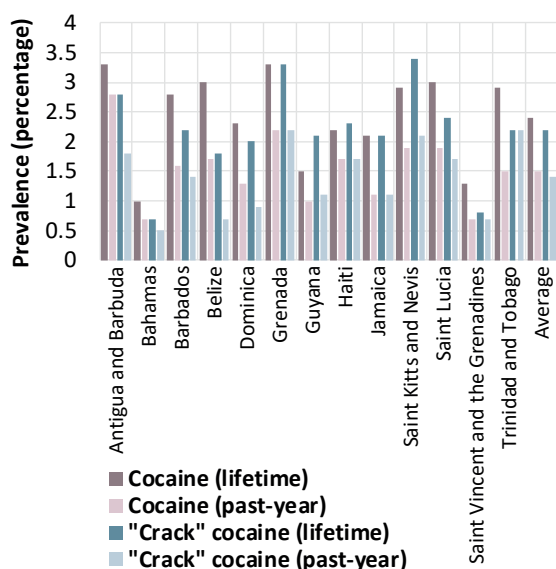 Prevalence (percentage)
4
3.5
3
2.5
2
1.5
1
0.5
0
Antigua and Barbuda
Bahamas
Barbados
Belize
Dominica
Grenada
Guyana
Haiti
Jamaica
Saint Kitts and Nevis
Saint Lucia
Saint Vincent and the Grenadines
Trinidad and Tobago
Average
Cocaine (lifetime)
Cocaine (past-year)
"Crack" cocaine (lifetime)
"Crack" cocaine (past-year)